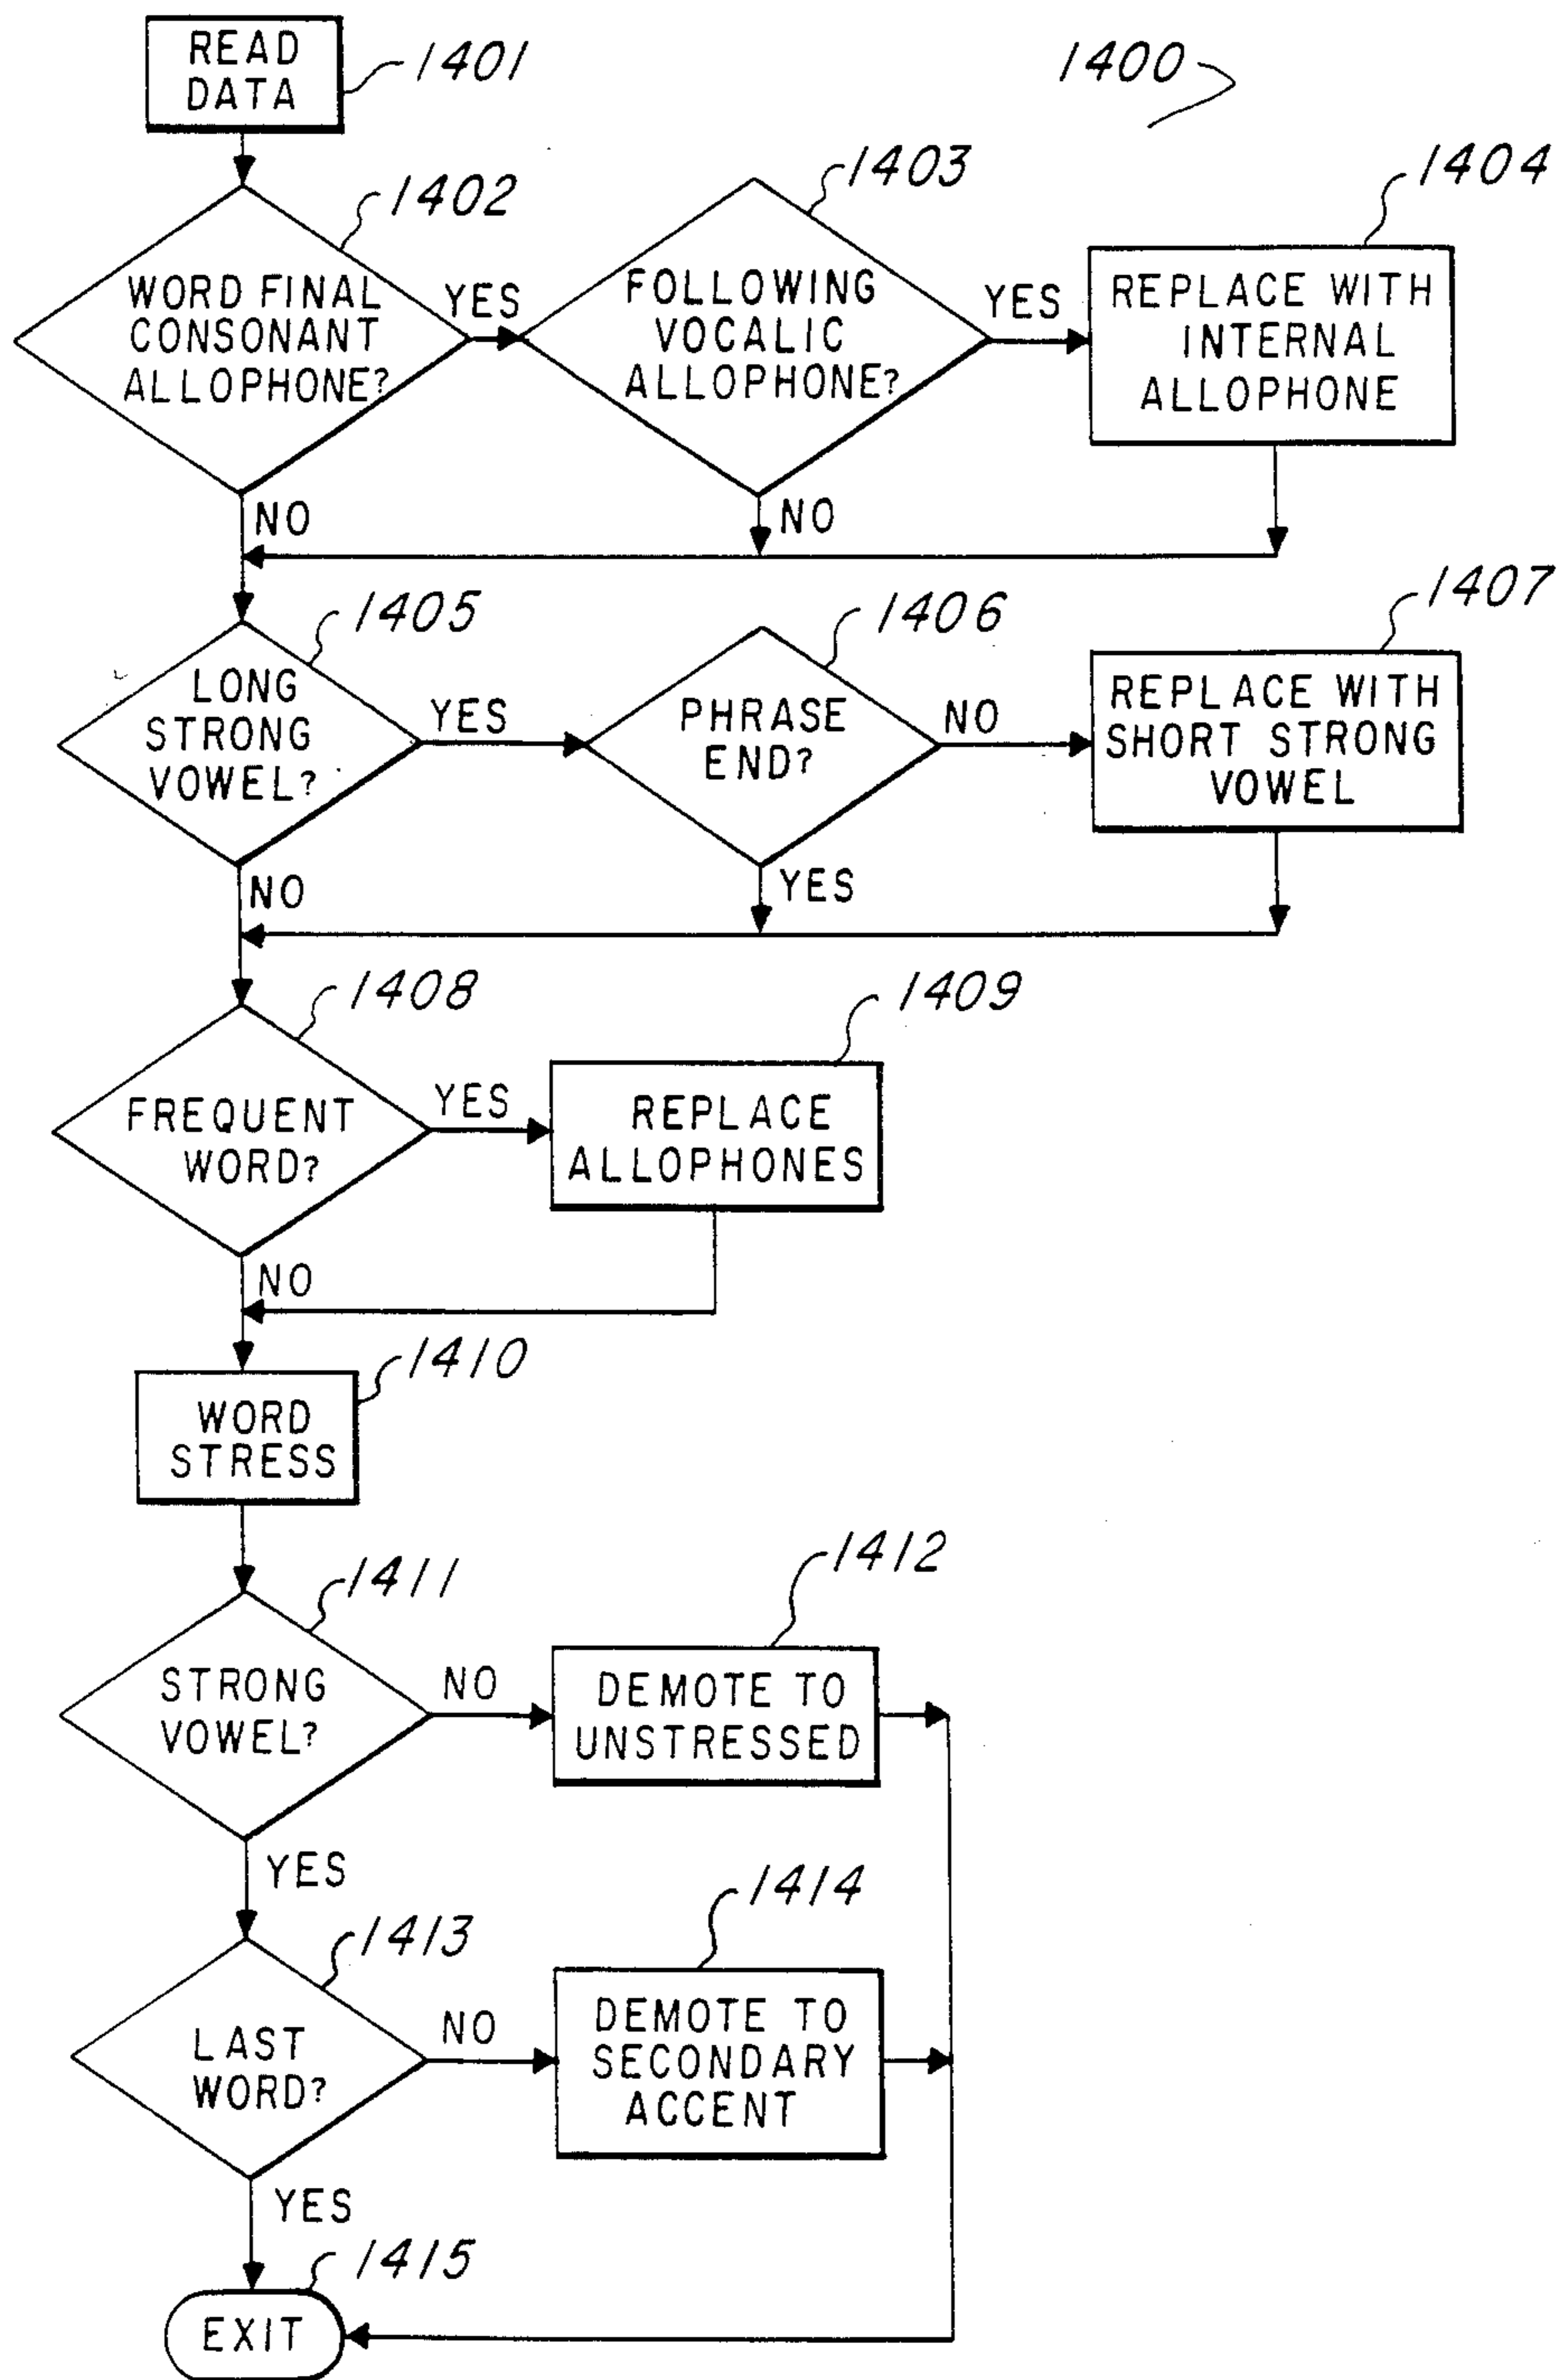 READ
DATA
1401
1400
1402
1403
1404
WORD FINAL
CONSONANT
ALLOPHONE?
YES
FOLLOWING
VOCALIC
ALLOPHONE?
YES
REPLACE WITH
INTERNAL
ALLOPHONE
NO
NO
1405
1406
1407
LONG
STRONG
VOWEL?
YES
PHRASE
END?
NO
REPLACE WITH
SHORT STRONG
VOWEL
NO
YES
1408
1409
FREQUENT
WORD?
YES
REPLACE
ALLOPHONES
NO
1410
WORD
STRESS
1411
1412
STRONG
VOWEL?
NO
DEMOTE TO
UNSTRESSED
YES
1413
1414
LAST
WORD?
NO
DEMOTE TO
SECONDARY
ACCENT
YES
1415
EXIT